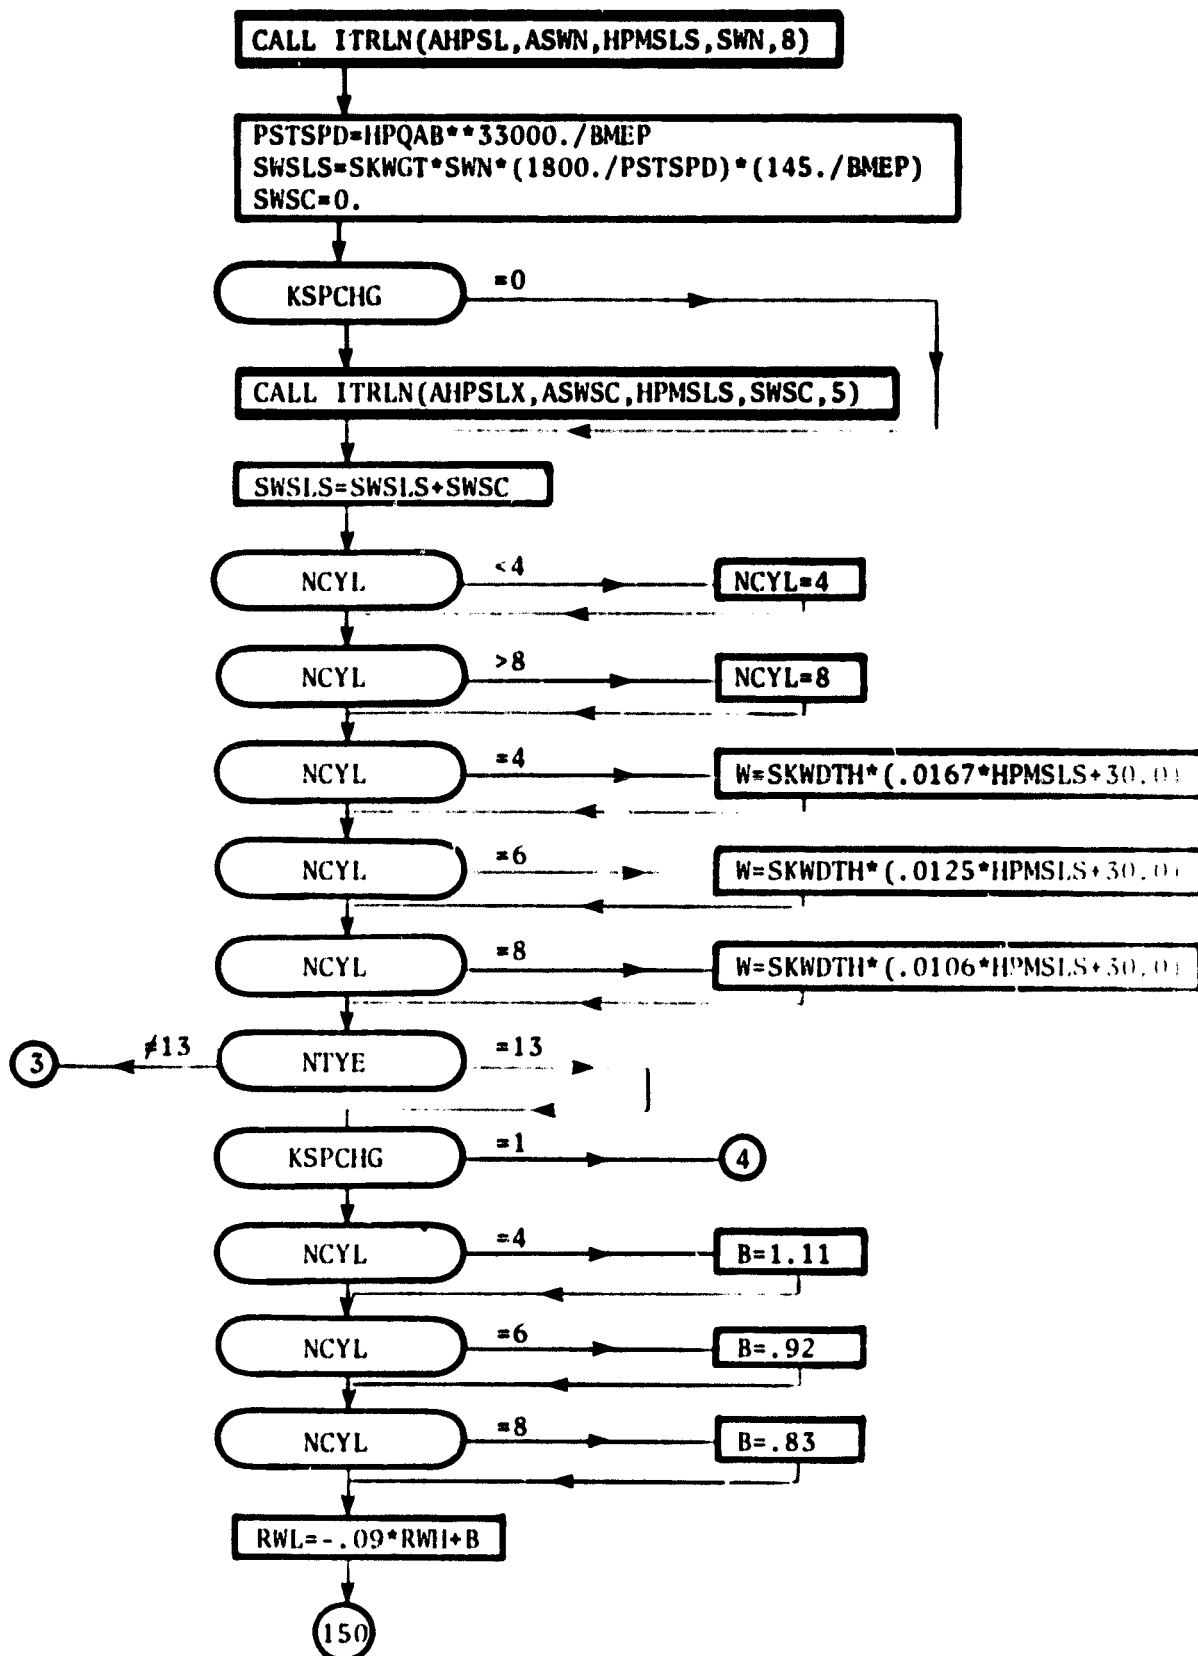 CALL ITRLN(AHPSL,ASWN,HPMSLS,SWN,8)
PSTSPD=HPQAB**33000./BMEP
SWSLS=SKWGT*SWN*(1800./PSTSPD)*(145./BMEP)
SWSC=0.
KSPCHG =0
CALL ITRLN(AHPSLX,ASWSC,HPMSLS,SWSC,5)
SWSLS=SWSLS+SWSC
NCYL <4 NCYL=4
NCYL >8 NCYL=8
NCYL =4 W=SKWDTH*(.0167*HPMSLS+30.0)
NCYL =6 W=SKWDTH*(.0125*HPMSLS+30.0)
NCYL =8 W=SKWDTH*(.0106*HPMSLS+30.0)
3 ≠13 NTYE =13
KSPCHG =1 4
NCYL =4 B=1.11
NCYL =6 B=.92
NCYL =8 B=.83
RWL=-.09*RWH+B
150